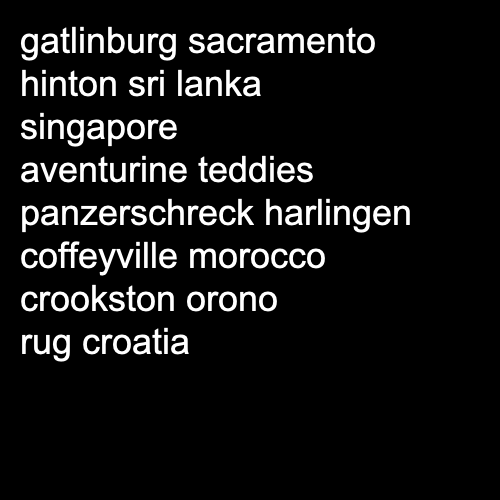 gatlinburg sacramento
hinton sri lanka
singapore
aventurine teddies
panzerschreck harlingen
coffeyville morocco
crookston orono
rug croatia